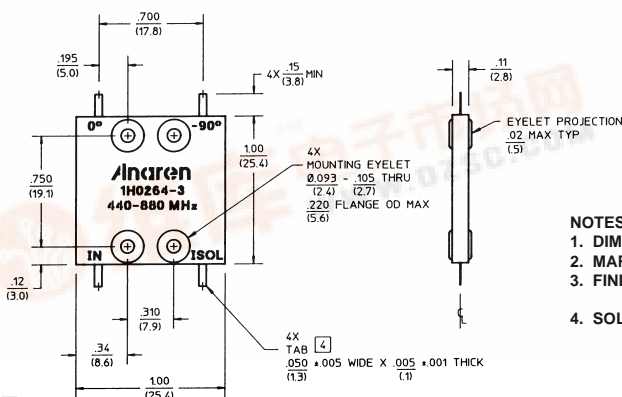 .700
(17.8)
.195
(5.0)
4X .15 MIN
(3.8)
.11
(2.8)
0°
-90°
EYELET PROJECTION
.02 MAX TYP
(.5)
1.00
(25.4)
4X
MOUNTING EYELET
Ø.093 - .105 THRU
(2.4) (2.7)
.220 FLANGE OD MAX
(5.6)
.750
(19.1)
Anaren
1H0264-3
440-880 MHz
IN
ISOL
.12
(3.0)
.310
(7.9)
.34
(8.6)
4X
TAB 4
.050 ±.005 WIDE X .005 ±.001 THICK
(1.3) (.1)
1.00
(25.4)
NOTES
1. DIM
2. MAR
3. FINI
4. SOL